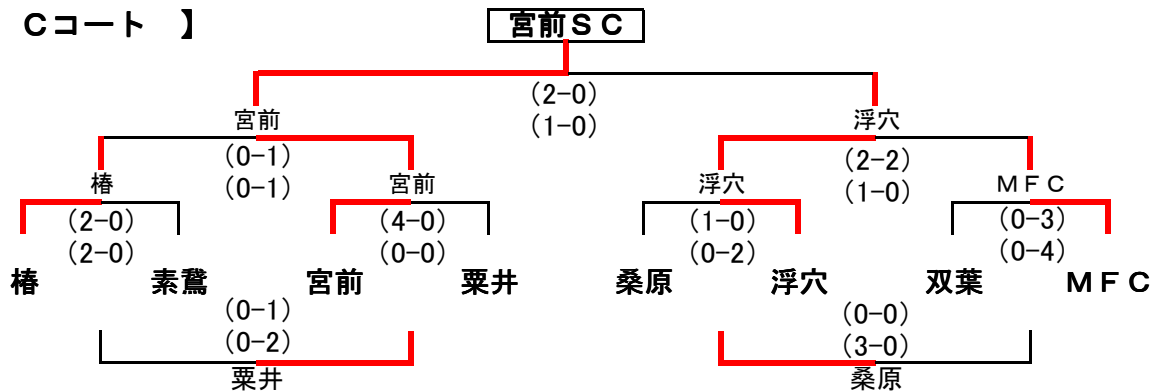 Ｃコート　】
宮前ＳＣ
（2-0）
（1-0）
宮前
浮穴
（0-1）
（0-1）
（2-2）
（1-0）
椿
宮前
浮穴
ＭＦＣ
（2-0）
（2-0）
（4-0）
（0-0）
（1-0）
（0-2）
（0-3）
（0-4）
椿　素鵞　宮前　粟井　桑原　浮穴　双葉　ＭＦＣ
（0-1）
（0-2）
（0-0）
（3-0）
粟井
桑原